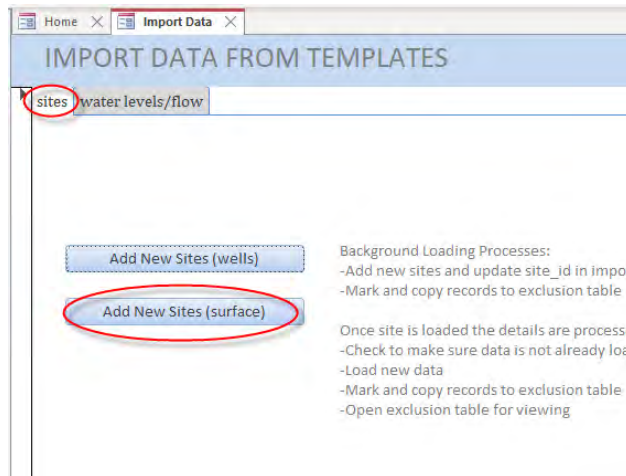 Home
Import Data
IMPORT DATA FROM TEMPLATES
sites
water levels/flow
Add New Sites (wells)
Add New Sites (surface)
Background Loading Processes:
-Add new sites and update site_id in impo
-Mark and copy records to exclusion table
Once site is loaded the details are process
-Check to make sure data is not already loa
-Load new data
-Mark and copy records to exclusion table
-Open exclusion table for viewing